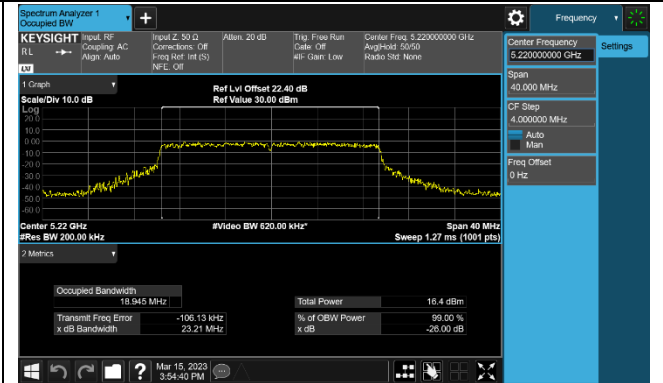 Spectrum Analyzer 1
Occupied BW
+
Frequency
KEYSIGHT
RL
LXI
Input: RF
Coupling: AC
Align: Auto
Input Z: 50 Ω
Corrections: Off
Freq Ref: Int (S)
NFE: Off
Atten: 20 dB
Trig: Free Run
Gate: Off
#IF Gain: Low
Center Freq: 5.220000000 GHz
Avg|Hold: 50/50
Radio Std: None
Center Frequency
5.220000000 GHz
Settings
Span
40.000 MHz
CF Step
4.000000 MHz
Auto
Man
Freq Offset
0 Hz
1 Graph
Scale/Div 10.0 dB
Ref Lvl Offset 22.40 dB
Ref Value 30.00 dBm
Log
20.0
10.0
0.00
-10.0
-20.0
-30.0
-40.0
-50.0
-60.0
Center 5.22 GHz
#Res BW 200.00 kHz
#Video BW 620.00 kHz*
Span 40 MHz
Sweep 1.27 ms (1001 pts)
2 Metrics
Occupied Bandwidth
18.945 MHz
Total Power 16.4 dBm
Transmit Freq Error -106.13 kHz % of OBW Power 99.00 %
x dB Bandwidth 23.21 MHz x dB -26.00 dB
?
Mar 15, 2023
3:54:40 PM